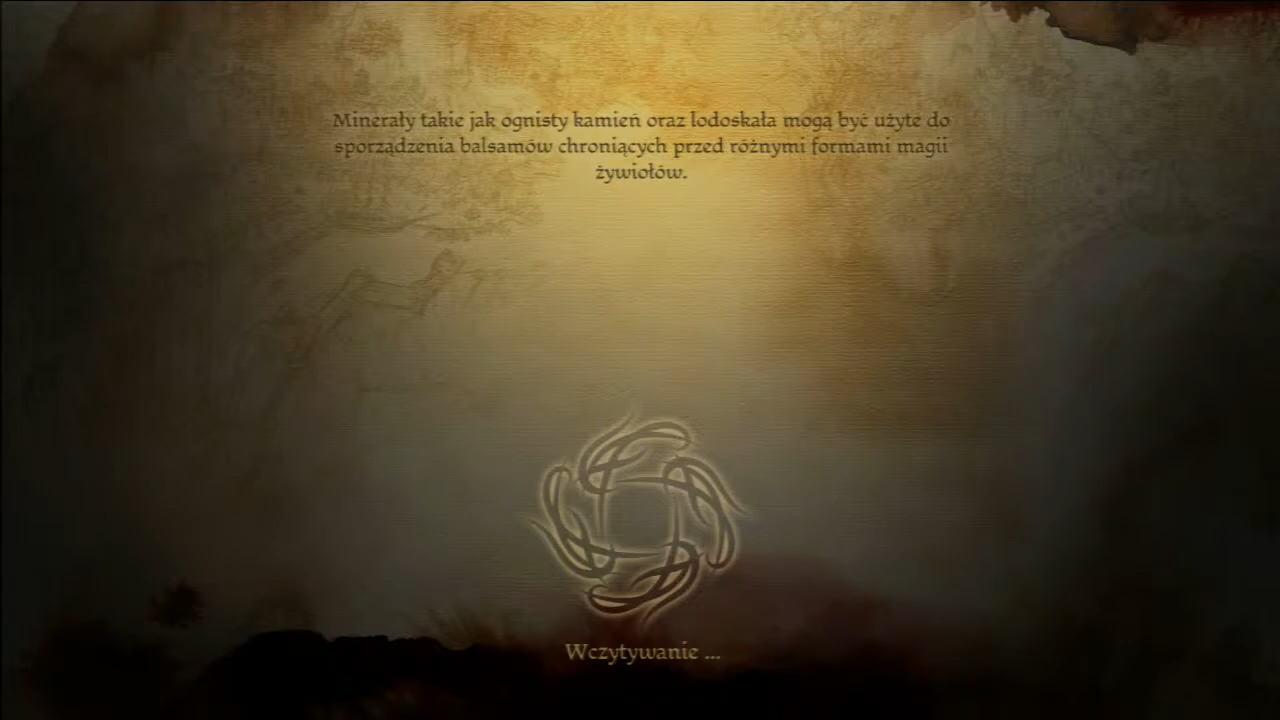 Minerały takie jak ognisty kamień oraz lodoskała mogą być użyte do
sporządzenia balsamów chroniących przed różnymi formami magii
żywiołów.
Wczytywanie ...